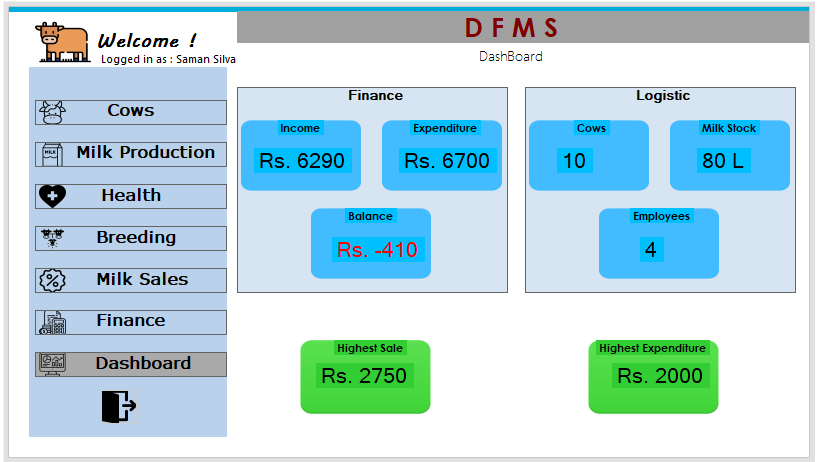 D F M S
Welcome !
Logged in as : Saman Silva
DashBoard
Cows
MILK
Milk Production
Health
Breeding
Milk Sales
Finance
Dashboard
Finance
Income
Rs. 6290
Expenditure
Rs. 6700
Balance
Rs. -410
Logistic
Cows
10
Milk Stock
80 L
Employees
4
Highest Sale
Rs. 2750
Highest Expenditure
Rs. 2000